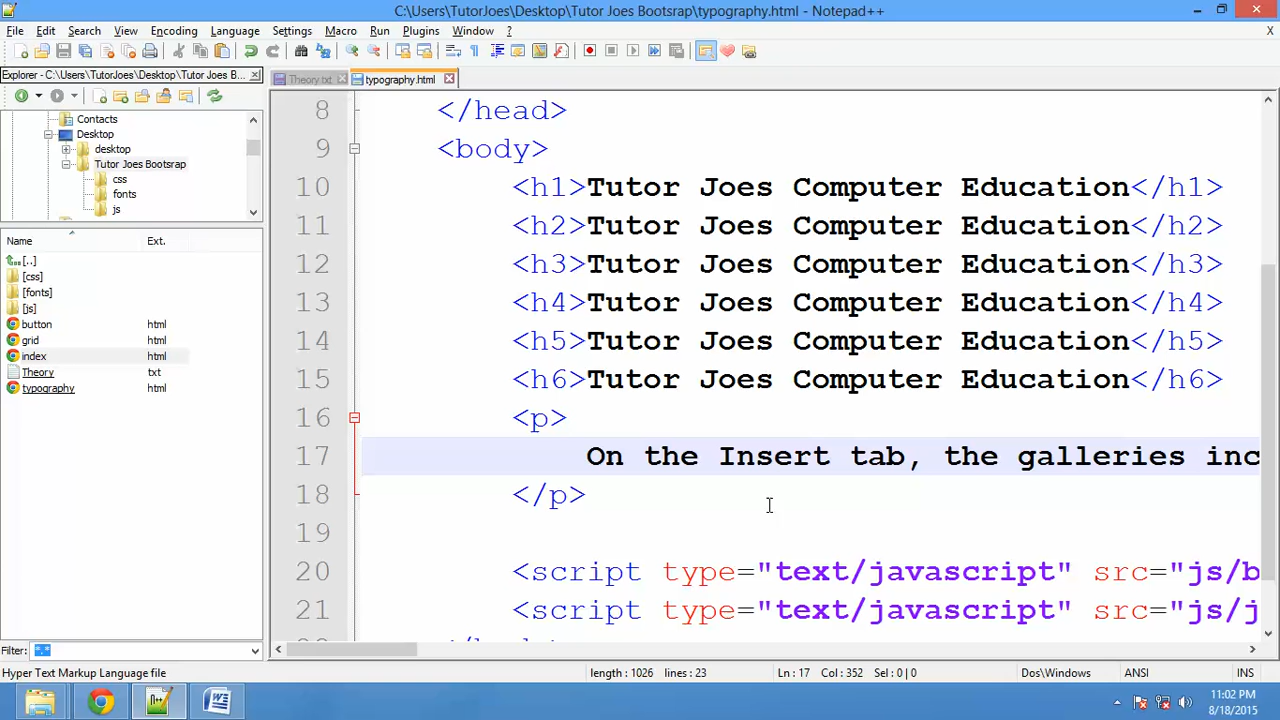 C:\Users\TutorJoes\Desktop\Tutor Joes Bootsrap\typography.html - Notepad++
File Edit Search View Encoding Language Settings Macro Run Plugins Window ? X
Explorer - C:\Users\TutorJoes\Desktop\Tutor Joes B...
Theory.txt typography.html
Contacts
Desktop
desktop
Tutor Joes Bootsrap
css
fonts
js
Name Ext.
[..]
[css]
[fonts]
[js]
button html
grid html
index html
Theory txt
typography html
Filter: *.*
8 </head>
9 <body>
10 <h1>Tutor Joes Computer Education</h1>
11 <h2>Tutor Joes Computer Education</h2>
12 <h3>Tutor Joes Computer Education</h3>
13 <h4>Tutor Joes Computer Education</h4>
14 <h5>Tutor Joes Computer Education</h5>
15 <h6>Tutor Joes Computer Education</h6>
16 <p>
17 On the Insert tab, the galleries inc
18 </p>
19
20 <script type="text/javascript" src="js/b
21 <script type="text/javascript" src="js/j
Hyper Text Markup Language file length : 1026 lines : 23 Ln : 17 Col : 352 Sel : 0 | 0 Dos\Windows ANSI INS
11:02 PM
8/18/2015